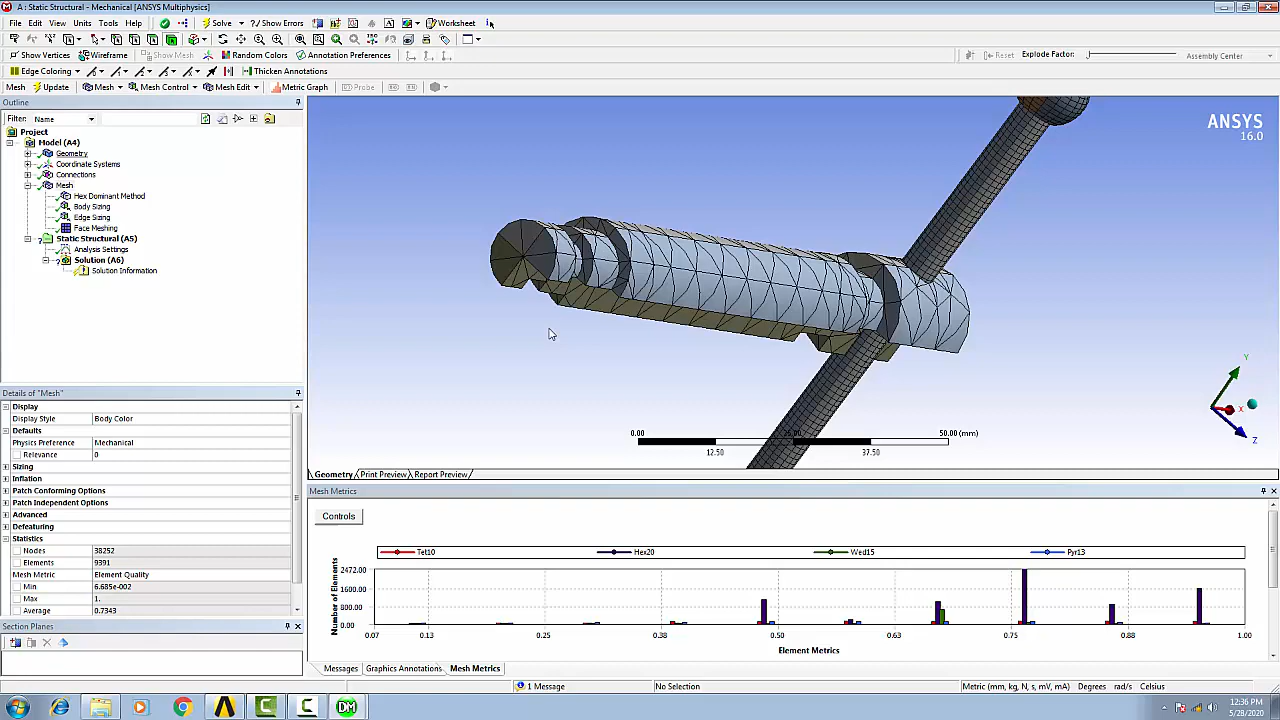 A : Static Structural - Mechanical [ANSYS Multiphysics]
File Edit View Units Tools Help Solve ?/Show Errors Worksheet
Show Vertices Wireframe Show Mesh Random Colors Annotation Preferences Reset Explode Factor: Assembly Center
Edge Coloring Thicken Annotations
Mesh Update Mesh Mesh Control Mesh Edit Metric Graph Probe
Outline
Filter: Name
Project
Model (A4)
Geometry
Coordinate Systems
Connections
Mesh
Hex Dominant Method
Body Sizing
Edge Sizing
Face Meshing
Static Structural (A5)
Analysis Settings
Solution (A6)
Solution Information
ANSYS
16.0
Y
X
Z
0.00 25.00 50.00 (mm)
12.50 37.50
Geometry Print Preview Report Preview
Details of "Mesh"
Display
Display Style Body Color
Defaults
Physics Preference Mechanical
Relevance 0
Sizing
Inflation
Patch Conforming Options
Patch Independent Options
Advanced
Defeaturing
Statistics
Nodes 38252
Elements 9391
Mesh Metric Element Quality
Min 6.685e-002
Max 1.
Average 0.7343
Section Planes
Mesh Metrics
Controls
Tet10 Hex20 Wed15 Pyr13
Number of Elements
2472.00
1600.00
800.00
0.00
0.07 0.13 0.25 0.38 0.50 0.63 0.75 0.88 1.00
Element Metrics
Messages Graphics Annotations Mesh Metrics
1 Message No Selection Metric (mm, kg, N, s, mV, mA) Degrees rad/s Celsius
DM
12:36 PM
5/28/2020